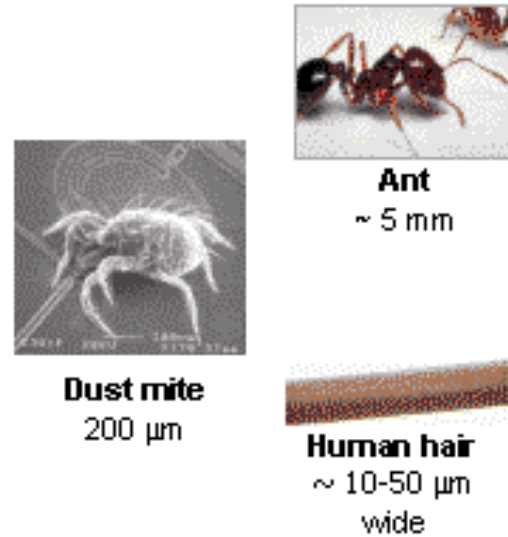 Ant
~ 5 mm
Dust mite
200 μm
Human hair
~ 10-50 μm
wide